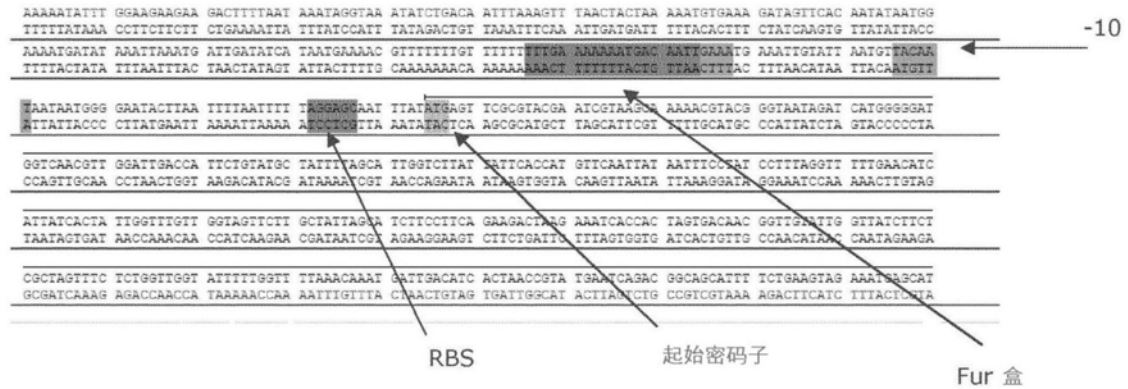 AAAAATATTT GGAAGAAGAA GACTTTTAAT AAATAGGTAA ATATCTGACA ATTTAAAGTT TAACTACTAA AAATGTGAAA GATAGTTCAC AATATAATGG
TTTTTATAAA CCTTCTTCTT CTGAAAATTA TTTATCCATT TATAGACTGT TAAATTTCAA ATTGATGATT TTTACACTTT CTATCAAGTG TTATATTACC
AAAATGATAT AAATTAAATG ATTGATATCA TAATGAAAAC GTTTTTTTGT TTTTTTTTGA AAAAAATGAC AATTGAAATG AAATTGTATT AATGTTACAA
TTTTACTATA TTTAATTTAC TAACTATAGT ATTACTTTTG CAAAAAAACA AAAAAAAACT TTTTTTACTG TTAACTTTAC TTTAACATAA TTACAATGTT
-10
TAATAATGGG GAATACTTAA TTTTAATTTT AGGAGCAATT TTATATGAGT TCGCGTACGA ATCGTAAGCA AAAACGTACG GGTAATAGAT CATGGGGGAT
ATTATTACCC CTTATGAATT AAAATTAAAA TCCTCGTTAA AATATACTCA AGCGCATGCT TAGCATTCGT TTTTGCATGC CCATTATCTA GTACCCCCTA
GGTCAACGTT GGATTGACCA TTCTGTATGC TATTTTAGCA TTGGTCTTAT TATTCACCAT GTTCAATTAT AATTTCCTAT CCTTTAGGTT TTTGAACATC
CCAGTTGCAA CCTAACTGGT AAGACATACG ATAAAATCGT AACCAGAATA ATAAGTGGTA CAAGTTAATA TTAAAGGATA GGAAATCCAA AAACTTGTAG
ATTATCACTA TTGGTTTGTT GGTAGTTCTT GCTATTAGCA TCTTCCTTCA GAAGACTAAG AAATCACCAC TAGTGACAAC GGTTGTATTG GTTATCTTCT
TAATAGTGAT AACCAAACAA CCATCAAGAA CGATAATCGT AGAAGGAAGT CTTCTGATTC TTTAGTGGTG ATCACTGTTG CCAACATAAC CAATAGAAGA
CGCTAGTTTC TCTGGTTGGT ATTTTTGGTT TTAAACAAAT GATTGACATC ACTAACCGTA TGAATCAGAC GGCAGCATTT TCTGAAGTAG AAATGAGCAT
GCGATCAAAG AGACCAACCA TAAAAACCAA AATTTGTTTA CTAACTGTAG TGATTGGCAT ACTTAGTCTG CCGTCGTAAA AGACTTCATC TTTACTCGTA
RBS
起始密码子
Fur 盒